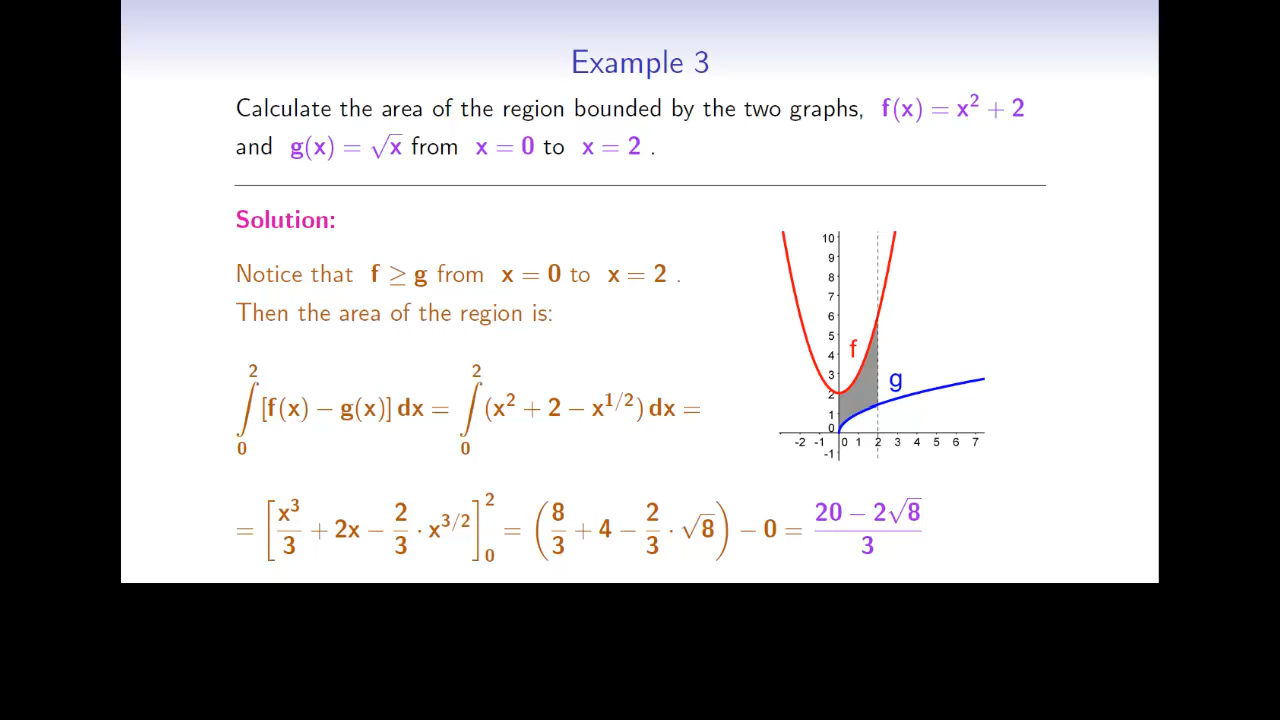 Example 3
Calculate the area of the region bounded by the two graphs, f(x) = x² + 2
and g(x) = √x from x = 0 to x = 2 .
Solution:
Notice that f ≥ g from x = 0 to x = 2 .
Then the area of the region is:
∫₀² [f(x) − g(x)] dx = ∫₀² (x² + 2 − x^{1/2}) dx =
= [x³/3 + 2x − 2/3 · x^{3/2}]₀² = (8/3 + 4 − 2/3 · √8) − 0 = (20 − 2√8)/3
10
9
8
7
6
5
4
3
2
1
0
-1
f
g
-2 -1 0 1 2 3 4 5 6 7